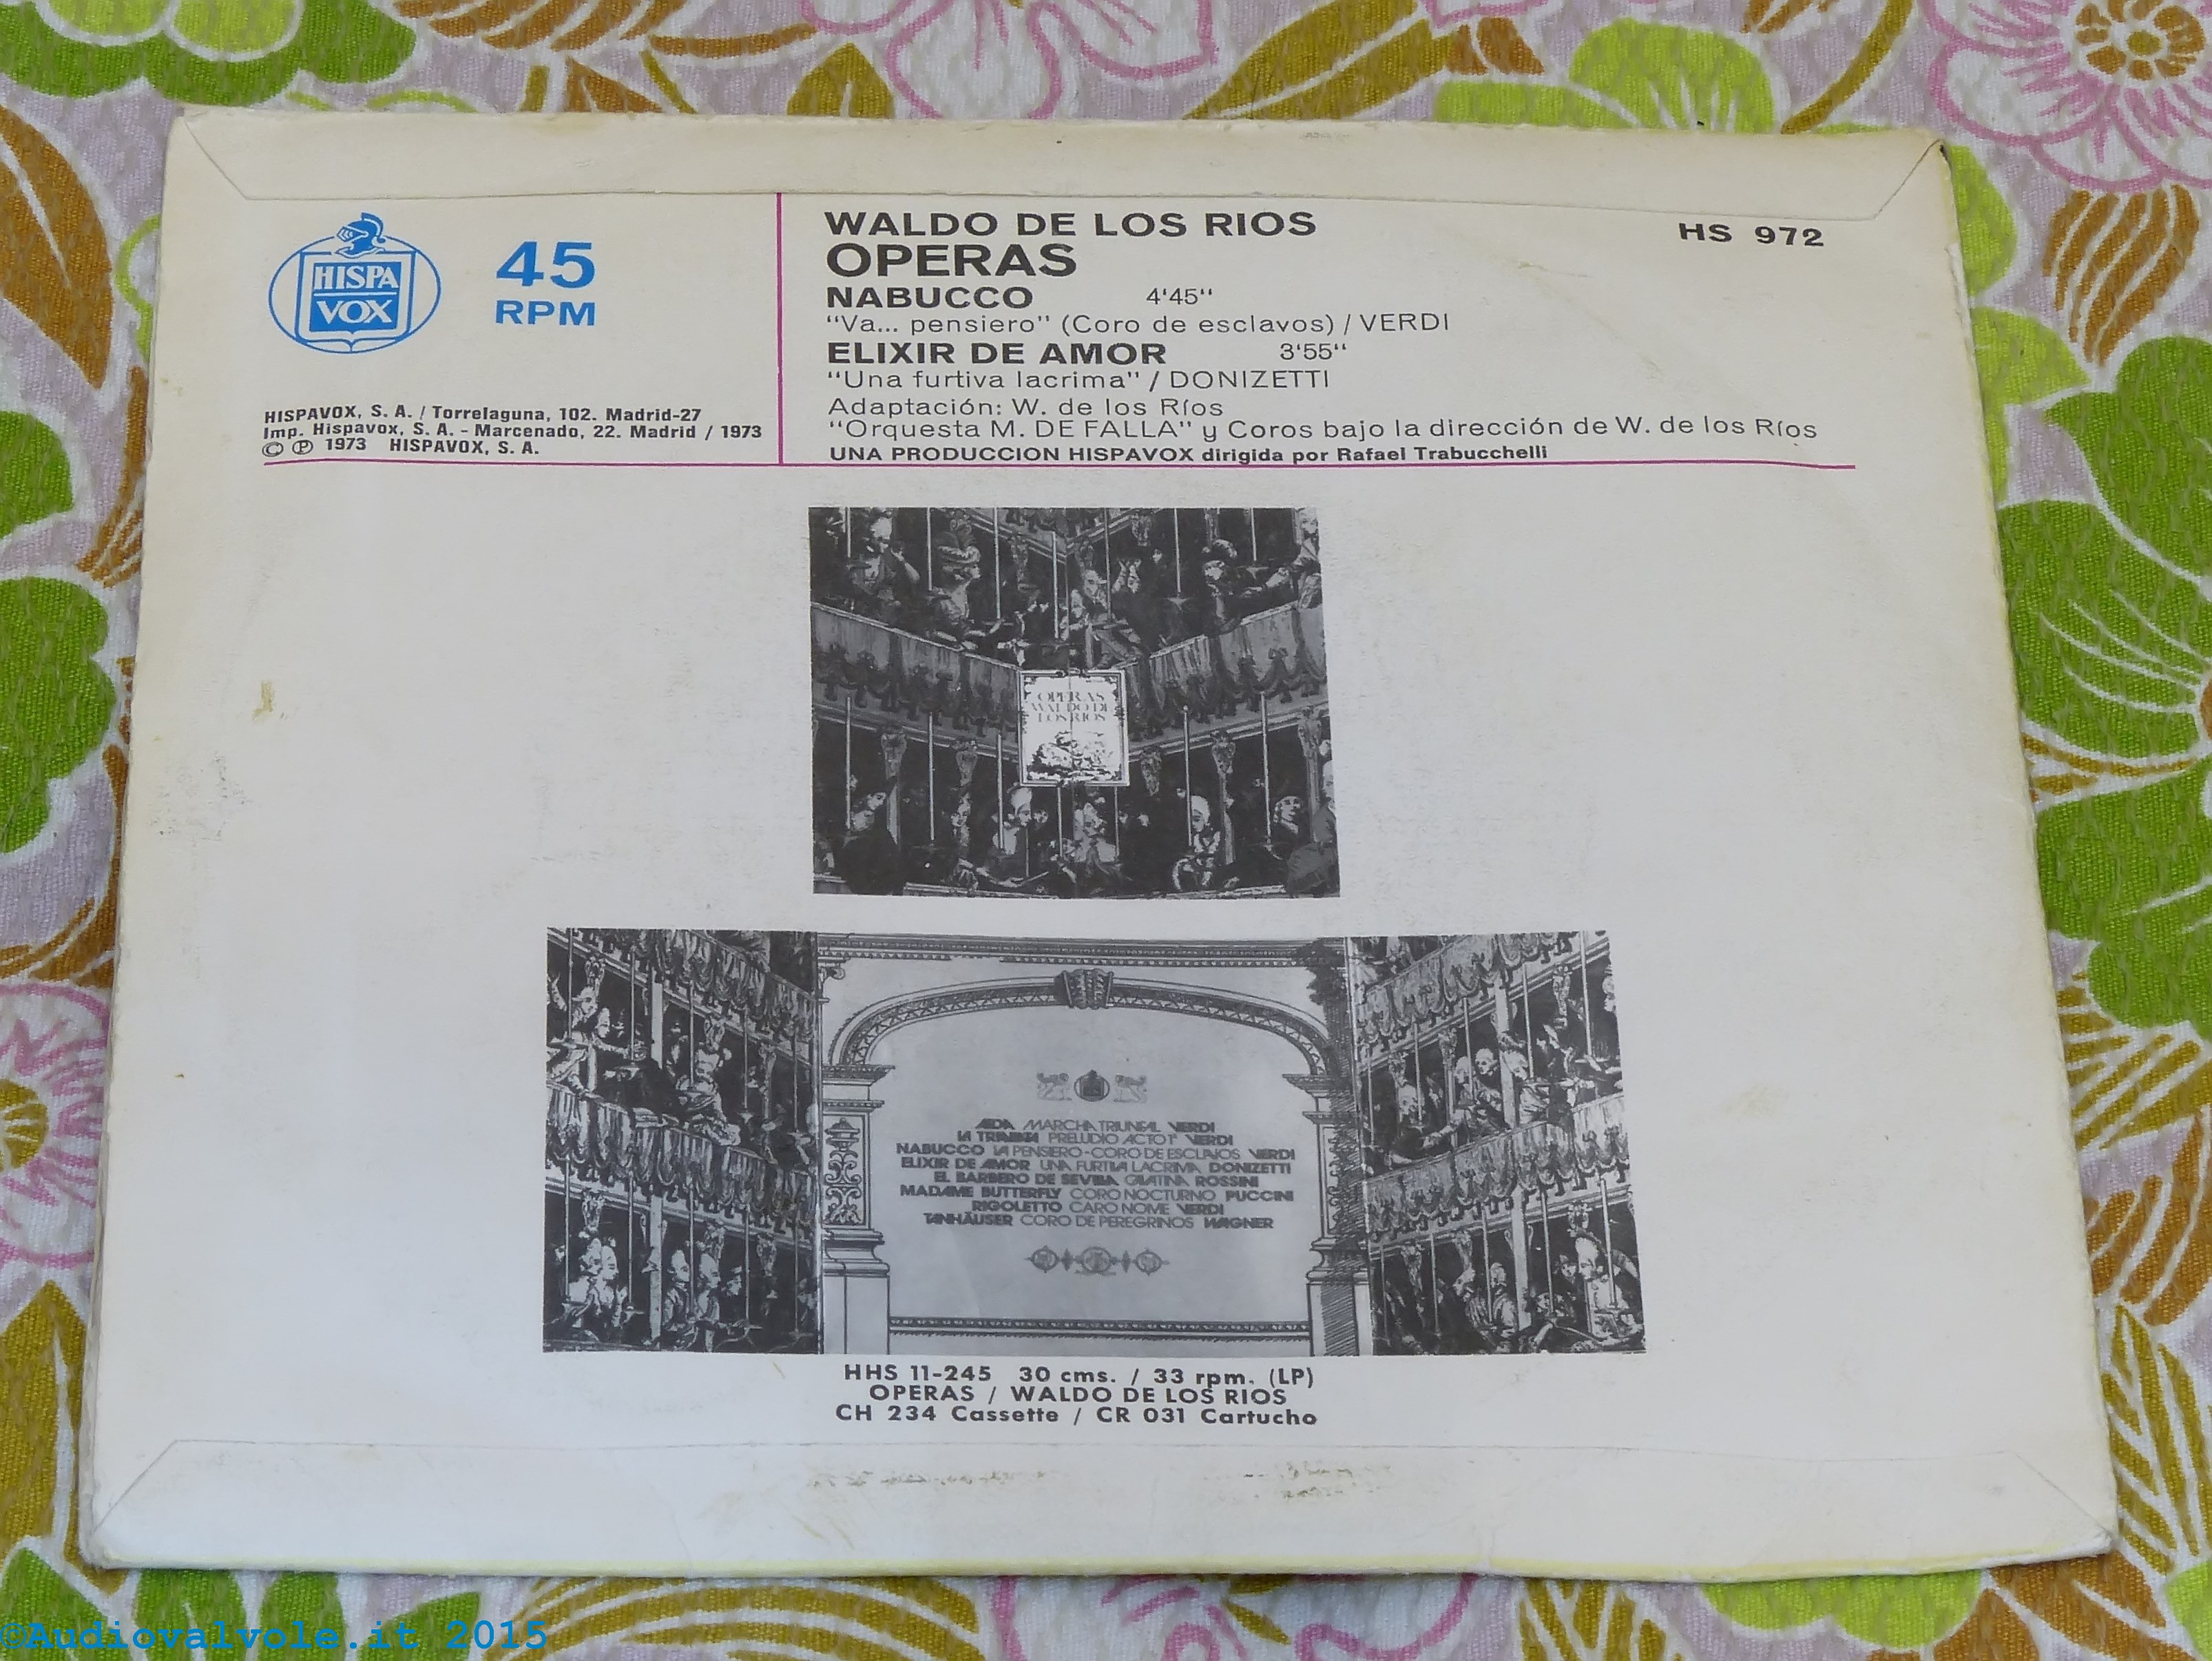 HISPA
VOX
45
RPM
HISPAVOX, S. A. / Torrelaguna, 102. Madrid-27
Imp. Hispavox, S. A. - Marcenado, 22. Madrid / 1973
© ℗ 1973 HISPAVOX, S. A.
WALDO DE LOS RIOS
HS 972
OPERAS
NABUCCO 4'45"
"Va... pensiero" (Coro de esclavos) / VERDI
ELIXIR DE AMOR 3'55"
"Una furtiva lacrima" / DONIZETTI
Adaptación: W. de los Ríos
"Orquesta M. DE FALLA" y Coros bajo la dirección de W. de los Ríos
UNA PRODUCCION HISPAVOX dirigida por Rafael Trabucchelli
OPERAS
WALDO DE
LOS RIOS
AIDA MARCHA TRIUNFAL VERDI
LA TRAVIATA PRELUDIO ACTO 1º VERDI
NABUCCO VA PENSIERO-CORO DE ESCLAVOS VERDI
ELIXIR DE AMOR UNA FURTIVA LACRIMA DONIZETTI
EL BARBERO DE SEVILLA CAVATINA ROSSINI
MADAME BUTTERFLY CORO NOCTURNO PUCCINI
RIGOLETTO CARO NOME VERDI
TANHÄUSER CORO DE PEREGRINOS WAGNER
HHS 11-245 30 cms. / 33 rpm. (LP)
OPERAS / WALDO DE LOS RIOS
CH 234 Cassette / CR 031 Cartucho
©Audiovalvole.it 2015